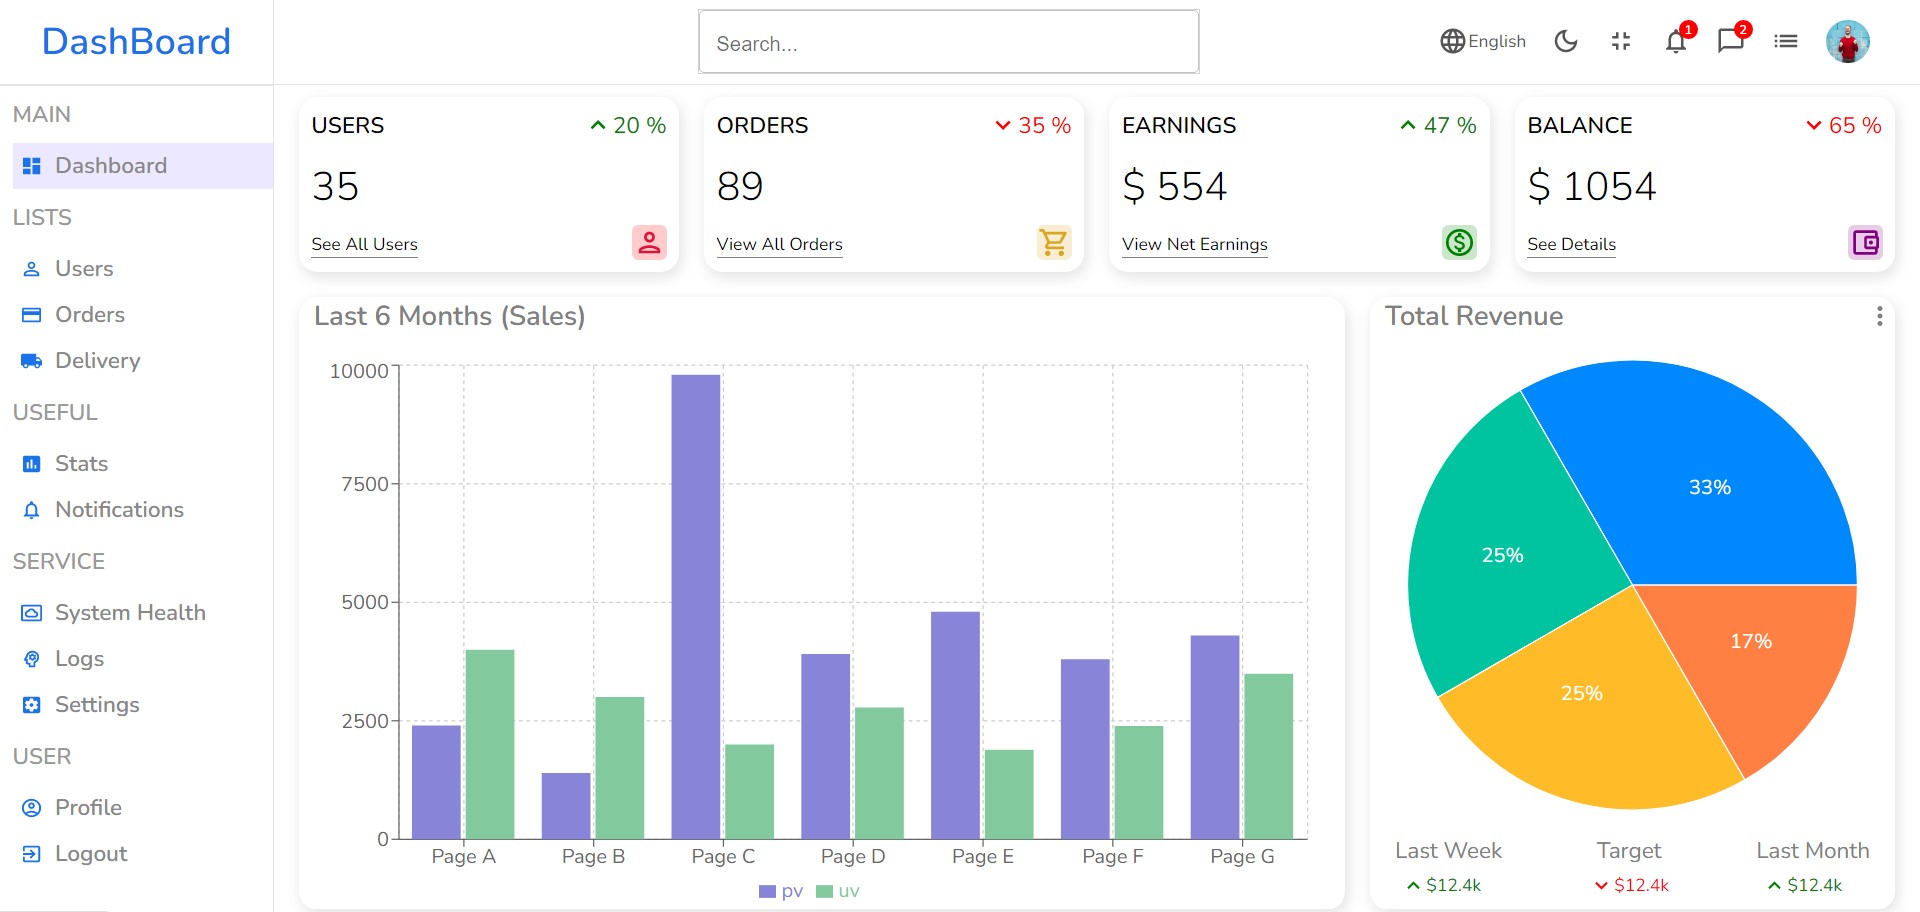 DashBoard
Search...
English
1
2
MAIN
Dashboard
LISTS
Users
Orders
Delivery
USEFUL
Stats
Notifications
SERVICE
System Health
Logs
Settings
USER
Profile
Logout
USERS 20 %
35
See All Users
ORDERS 35 %
89
View All Orders
EARNINGS 47 %
$ 554
View Net Earnings
BALANCE 65 %
$ 1054
See Details
Last 6 Months (Sales)
10000
7500
5000
2500
0
Page A Page B Page C Page D Page E Page F Page G
pv uv
Total Revenue
33%
25%
17%
25%
Last Week Target Last Month
$12.4k $12.4k $12.4k